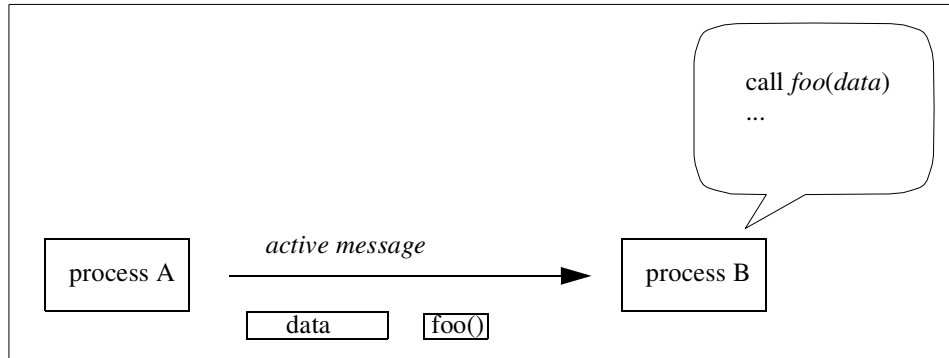 call foo(data)
...
active message
process A
process B
data
foo()